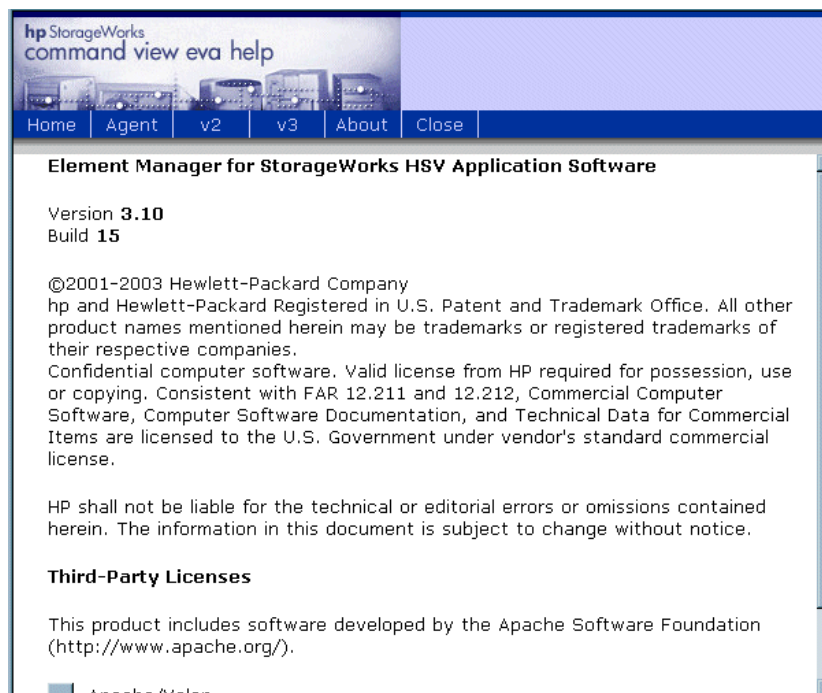 hp StorageWorks
command view eva help
Home Agent v2 v3 About Close
Element Manager for StorageWorks HSV Application Software
Version 3.10
Build 15
©2001-2003 Hewlett-Packard Company
hp and Hewlett-Packard Registered in U.S. Patent and Trademark Office. All other
product names mentioned herein may be trademarks or registered trademarks of
their respective companies.
Confidential computer software. Valid license from HP required for possession, use
or copying. Consistent with FAR 12.211 and 12.212, Commercial Computer
Software, Computer Software Documentation, and Technical Data for Commercial
Items are licensed to the U.S. Government under vendor's standard commercial
license.
HP shall not be liable for the technical or editorial errors or omissions contained
herein. The information in this document is subject to change without notice.
Third-Party Licenses
This product includes software developed by the Apache Software Foundation
(http://www.apache.org/).